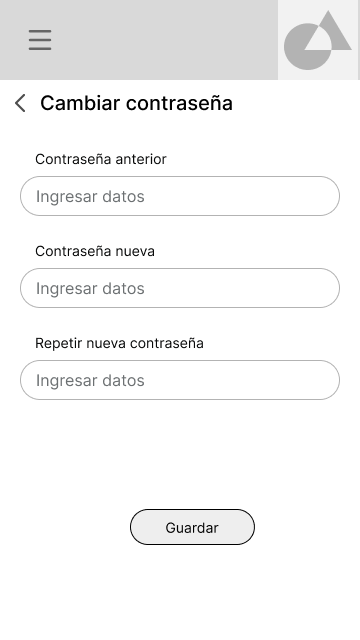 Cambiar contraseña
Contraseña anterior
Ingresar datos
Contraseña nueva
Ingresar datos
Repetir nueva contraseña
Ingresar datos
Guardar